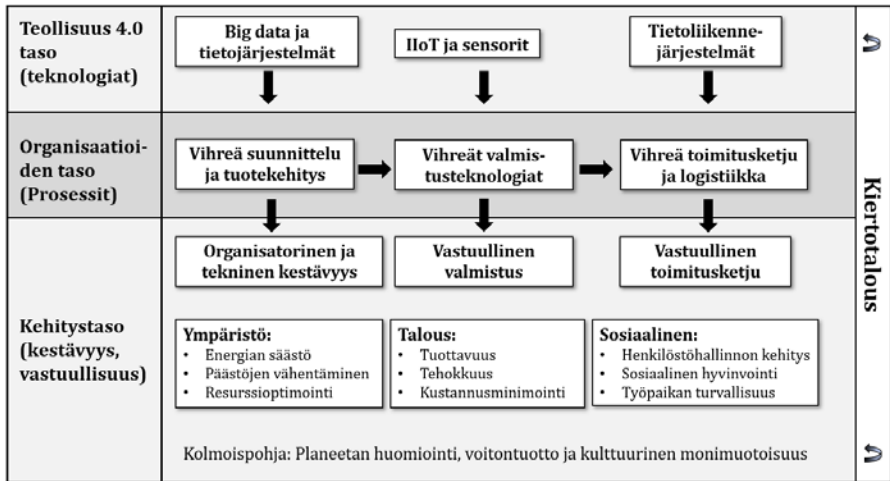 Teollisuus 4.0
taso
(teknologiat)
Big data ja
tietojärjestelmät
IIoT ja sensorit
Tietoliikenne-
järjestelmät
Organisaatioi-
den taso
(Prosessit)
Vihreä suunnittelu
ja tuotekehitys
Vihreät valmis-
tusteknologiat
Vihreä toimitusketju
ja logistiikka
Kehitystaso
(kestävyys,
vastuullisuus)
Organisatorinen ja
tekninen kestävyys
Vastuullinen
valmistus
Vastuullinen
toimitusketju
Ympäristö:
• Energian säästö
• Päästöjen vähentäminen
• Resurssioptimointi
Talous:
• Tuottavuus
• Tehokkuus
• Kustannusminimointi
Sosiaalinen:
• Henkilöstöhallinnon kehitys
• Sosiaalinen hyvinvointi
• Työpaikan turvallisuus
Kolmoispohja: Planeetan huomiointi, voitontuotto ja kulttuurinen monimuotoisuus
Kiertotalous